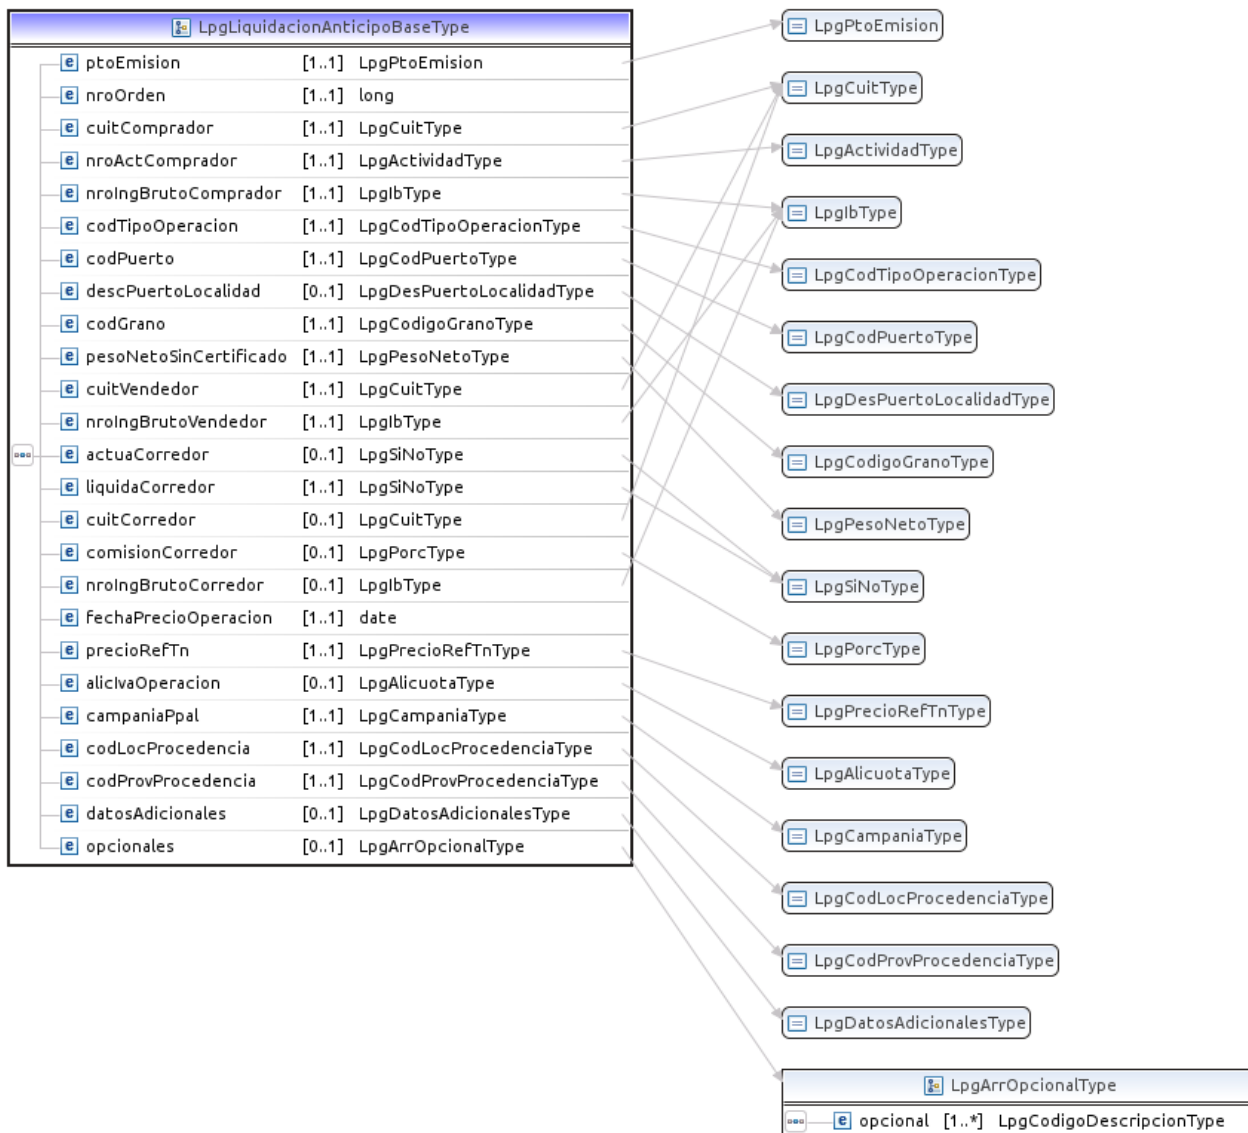 LpgLiquidacionAnticipoBaseType
ptoEmision [1..1] LpgPtoEmision
nroOrden [1..1] long
cuitComprador [1..1] LpgCuitType
nroActComprador [1..1] LpgActividadType
nroIngBrutoComprador [1..1] LpgIbType
codTipoOperacion [1..1] LpgCodTipoOperacionType
codPuerto [1..1] LpgCodPuertoType
descPuertoLocalidad [0..1] LpgDesPuertoLocalidadType
codGrano [1..1] LpgCodigoGranoType
pesoNetoSinCertificado [1..1] LpgPesoNetoType
cuitVendedor [1..1] LpgCuitType
nroIngBrutoVendedor [1..1] LpgIbType
actuaCorredor [0..1] LpgSiNoType
liquidaCorredor [1..1] LpgSiNoType
cuitCorredor [0..1] LpgCuitType
comisionCorredor [0..1] LpgPorcType
nroIngBrutoCorredor [0..1] LpgIbType
fechaPrecioOperacion [1..1] date
precioRefTn [1..1] LpgPrecioRefTnType
alicIvaOperacion [0..1] LpgAlicuotaType
campaniaPpal [1..1] LpgCampaniaType
codLocProcedencia [1..1] LpgCodLocProcedenciaType
codProvProcedencia [1..1] LpgCodProvProcedenciaType
datosAdicionales [0..1] LpgDatosAdicionalesType
opcionales [0..1] LpgArrOpcionalType
LpgPtoEmision
LpgCuitType
LpgActividadType
LpgIbType
LpgCodTipoOperacionType
LpgCodPuertoType
LpgDesPuertoLocalidadType
LpgCodigoGranoType
LpgPesoNetoType
LpgSiNoType
LpgPorcType
LpgPrecioRefTnType
LpgAlicuotaType
LpgCampaniaType
LpgCodLocProcedenciaType
LpgCodProvProcedenciaType
LpgDatosAdicionalesType
LpgArrOpcionalType
opcional [1..*] LpgCodigoDescripcionType